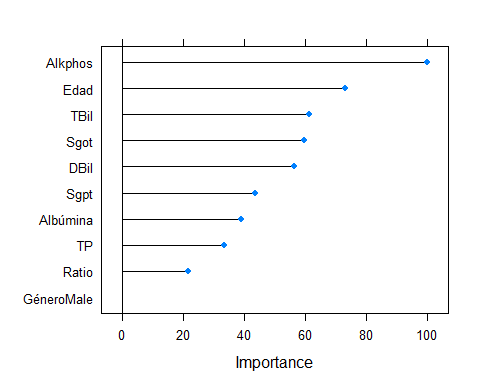 Alkphos
Edad
TBil
Sgot
DBil
Sgpt
Albúmina
TP
Ratio
GéneroMale
0 20 40 60 80 100
Importance